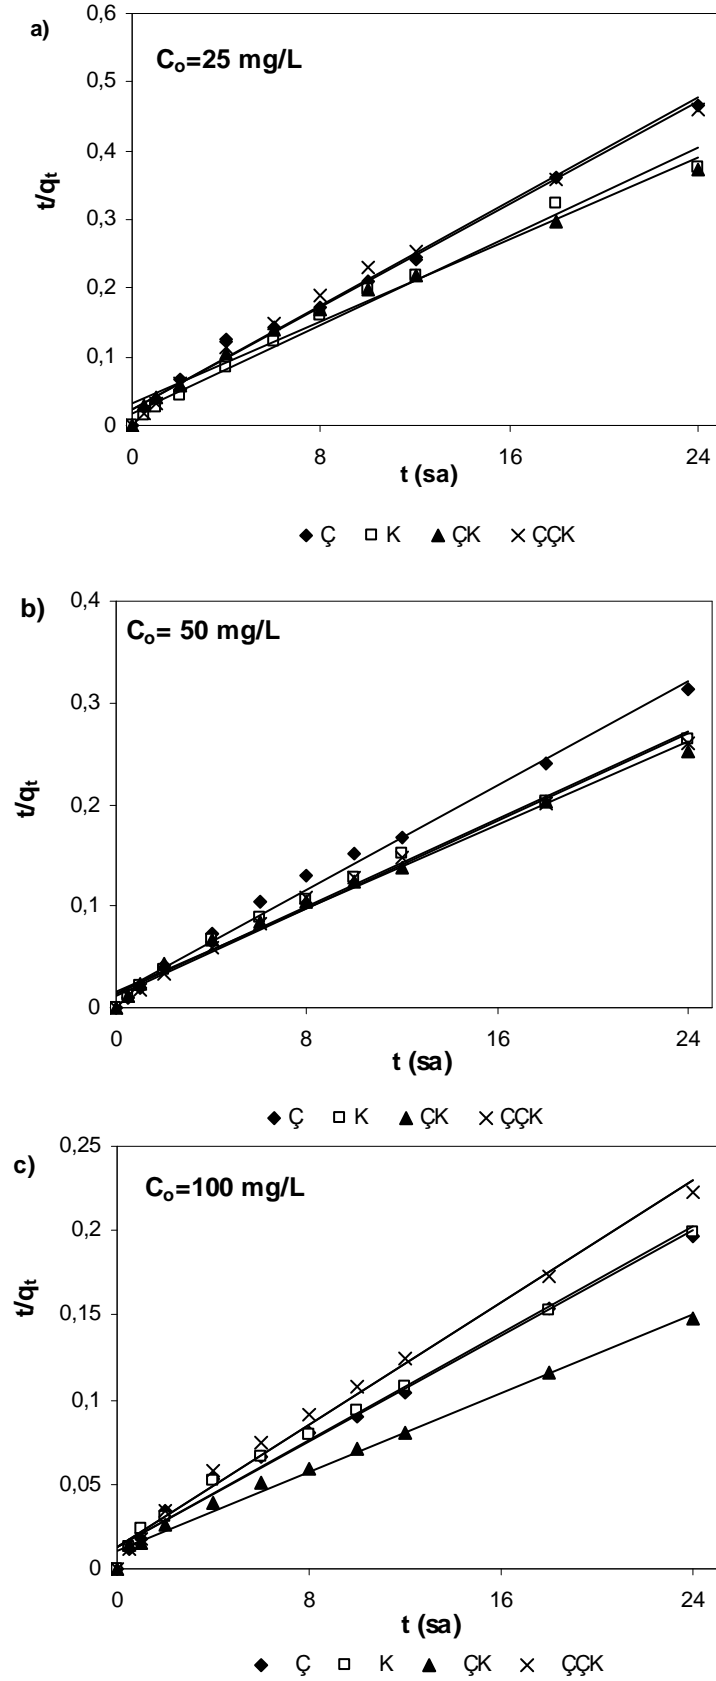 a)
C₀=25 mg/L
0,6
0,5
0,4
0,3
0,2
0,1
0
t/qₜ
0 8 16 24
t (sa)
Ç K ÇK ÇÇK
b)
C₀= 50 mg/L
0,4
0,3
0,2
0,1
0
t/qₜ
0 8 16 24
t (sa)
Ç K ÇK ÇÇK
c)
C₀=100 mg/L
0,25
0,2
0,15
0,1
0,05
0
t/qₜ
0 8 16 24
t (sa)
Ç K ÇK ÇÇK